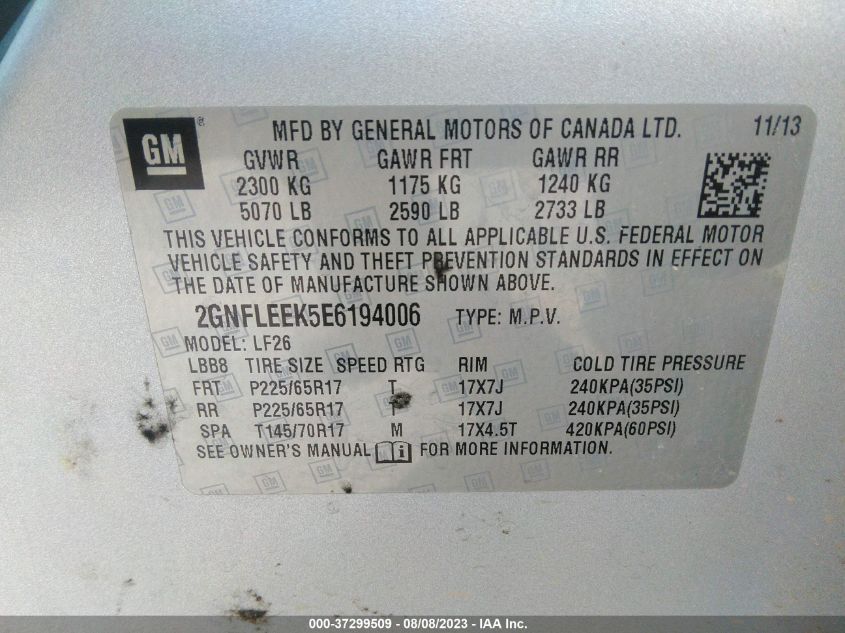 GM® MFD BY GENERAL MOTORS OF CANADA LTD. 11/13
GVWR GAWR FRT GAWR RR
2300 KG 1175 KG 1240 KG
5070 LB 2590 LB 2733 LB
THIS VEHICLE CONFORMS TO ALL APPLICABLE U.S. FEDERAL MOTOR
VEHICLE SAFETY AND THEFT PREVENTION STANDARDS IN EFFECT ON
THE DATE OF MANUFACTURE SHOWN ABOVE.
2GNFLEEK5E6194006 TYPE: M.P.V.
MODEL: LF26
LBB8 TIRE SIZE SPEED RTG RIM COLD TIRE PRESSURE
FRT P225/65R17 T 17X7J 240KPA(35PSI)
RR P225/65R17 T 17X7J 240KPA(35PSI)
SPA T145/70R17 M 17X4.5T 420KPA(60PSI)
SEE OWNER'S MANUAL i FOR MORE INFORMATION.
000-37299509 - 08/08/2023 - IAA Inc.